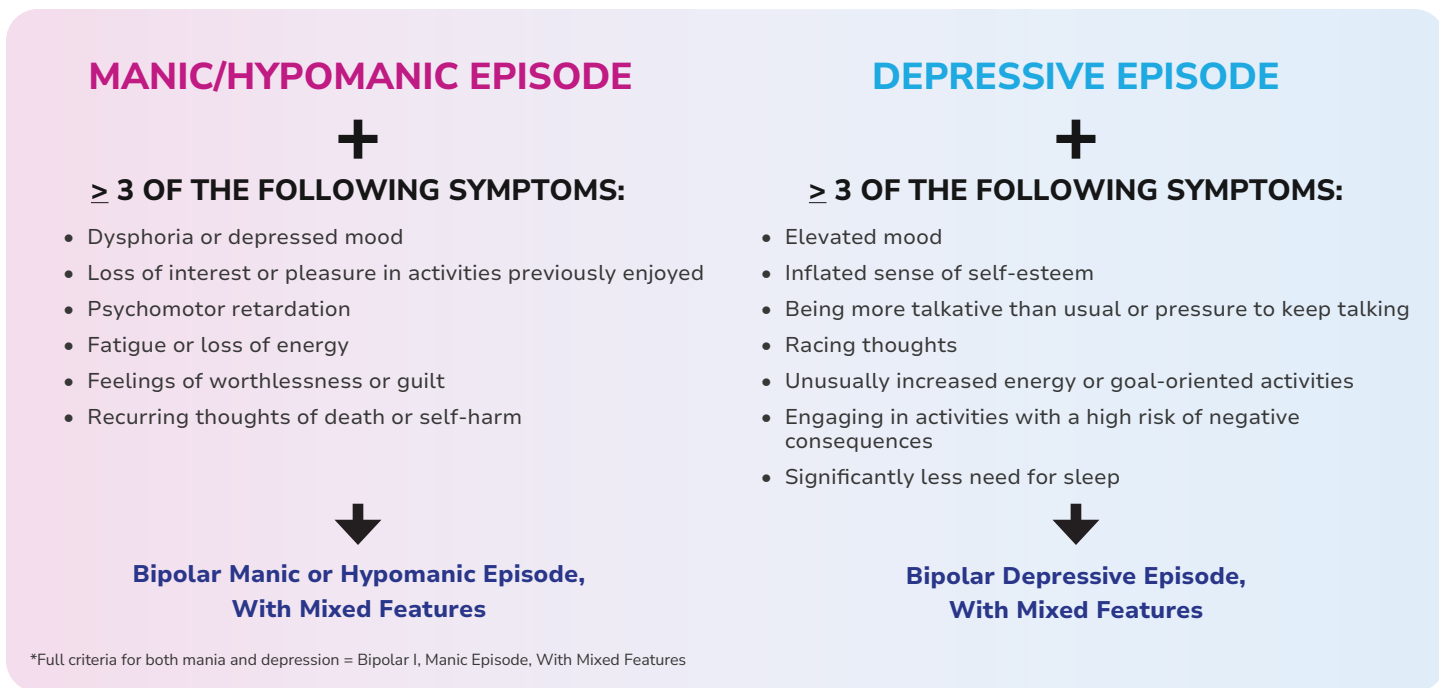 MANIC/HYPOMANIC EPISODE
+
≥ 3 OF THE FOLLOWING SYMPTOMS:
• Dysphoria or depressed mood
• Loss of interest or pleasure in activities previously enjoyed
• Psychomotor retardation
• Fatigue or loss of energy
• Feelings of worthlessness or guilt
• Recurring thoughts of death or self-harm
Bipolar Manic or Hypomanic Episode,
With Mixed Features
DEPRESSIVE EPISODE
+
≥ 3 OF THE FOLLOWING SYMPTOMS:
• Elevated mood
• Inflated sense of self-esteem
• Being more talkative than usual or pressure to keep talking
• Racing thoughts
• Unusually increased energy or goal-oriented activities
• Engaging in activities with a high risk of negative
consequences
• Significantly less need for sleep
Bipolar Depressive Episode,
With Mixed Features
*Full criteria for both mania and depression = Bipolar I, Manic Episode, With Mixed Features